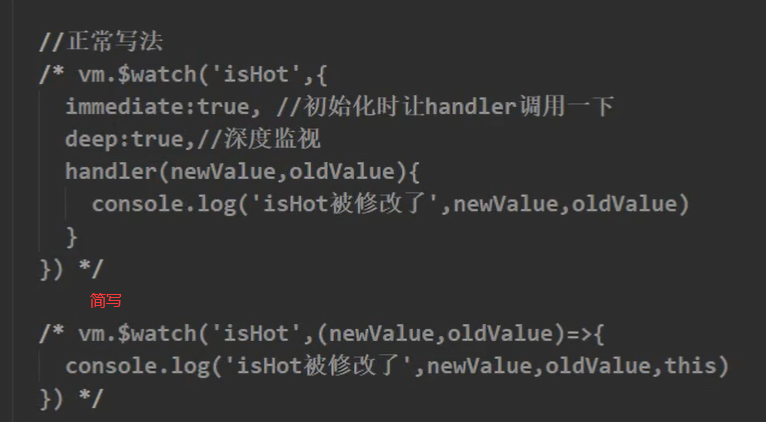 //正常写法
/* vm.$watch('isHot',{
immediate:true, //初始化时让handler调用一下
deep:true,//深度监视
handler(newValue,oldValue){
console.log('isHot被修改了',newValue,oldValue)
}
}) */
简写
/* vm.$watch('isHot',(newValue,oldValue)=>{
console.log('isHot被修改了',newValue,oldValue,this)
}) */